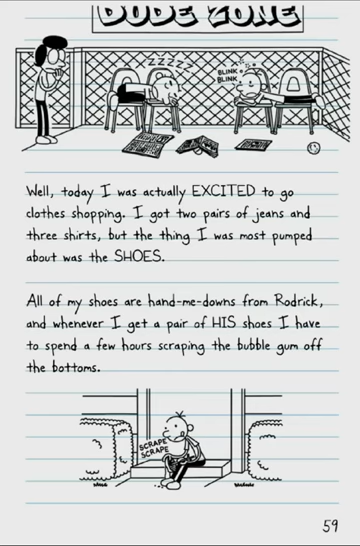 DUDE ZONE
ZZZZZ
BLINK
BLINK
Well, today I was actually EXCITED to go
clothes shopping. I got two pairs of jeans and
three shirts, but the thing I was most pumped
about was the SHOES.
All of my shoes are hand-me-downs from Rodrick,
and whenever I get a pair of HIS shoes I have
to spend a few hours scraping the bubble gum off
the bottoms.
SCRAPE
SCRAPE
59